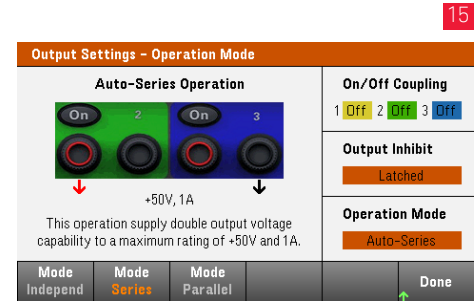 15
Output Settings - Operation Mode
Auto-Series Operation
On 2 On 3
+50V, 1A
This operation supply double output voltage
capability to a maximum rating of +50V and 1A.
On/Off Coupling
1 Off 2 Off 3 Off
Output Inhibit
Latched
Operation Mode
Auto-Series
Mode Independ
Mode Series
Mode Parallel
Done